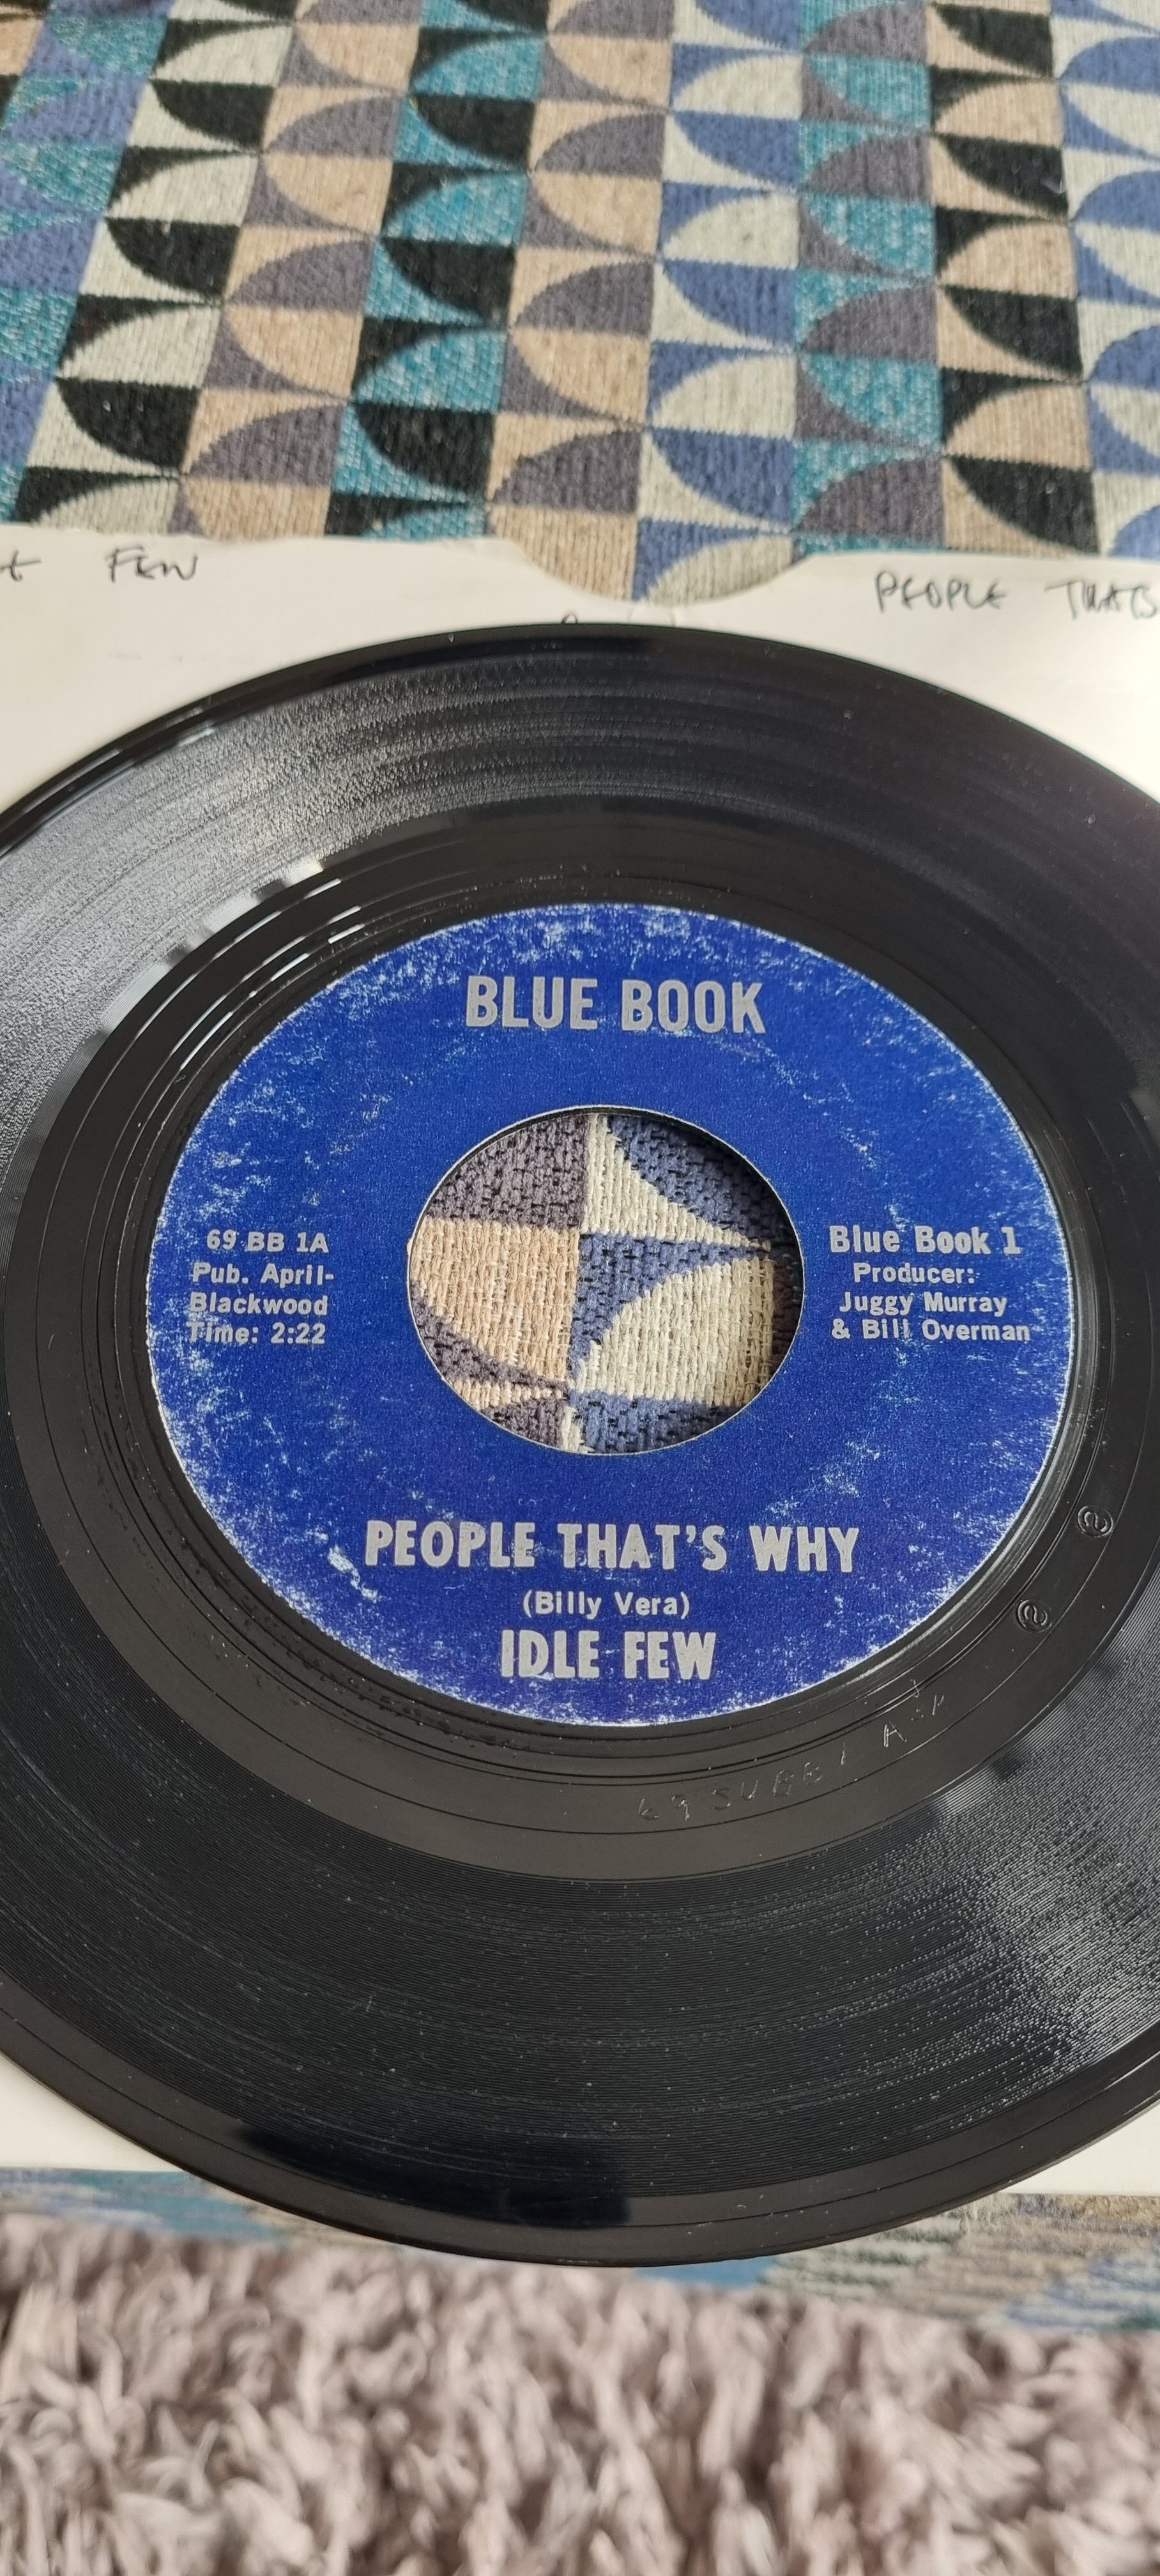 FEW
PEOPLE THATS
BLUE BOOK
69 BB 1A
Pub. April-
Blackwood
Time: 2:22
Blue Book 1
Producer:
Juggy Murray
& Bill Overman
PEOPLE THAT'S WHY
(Billy Vera)
IDLE FEW